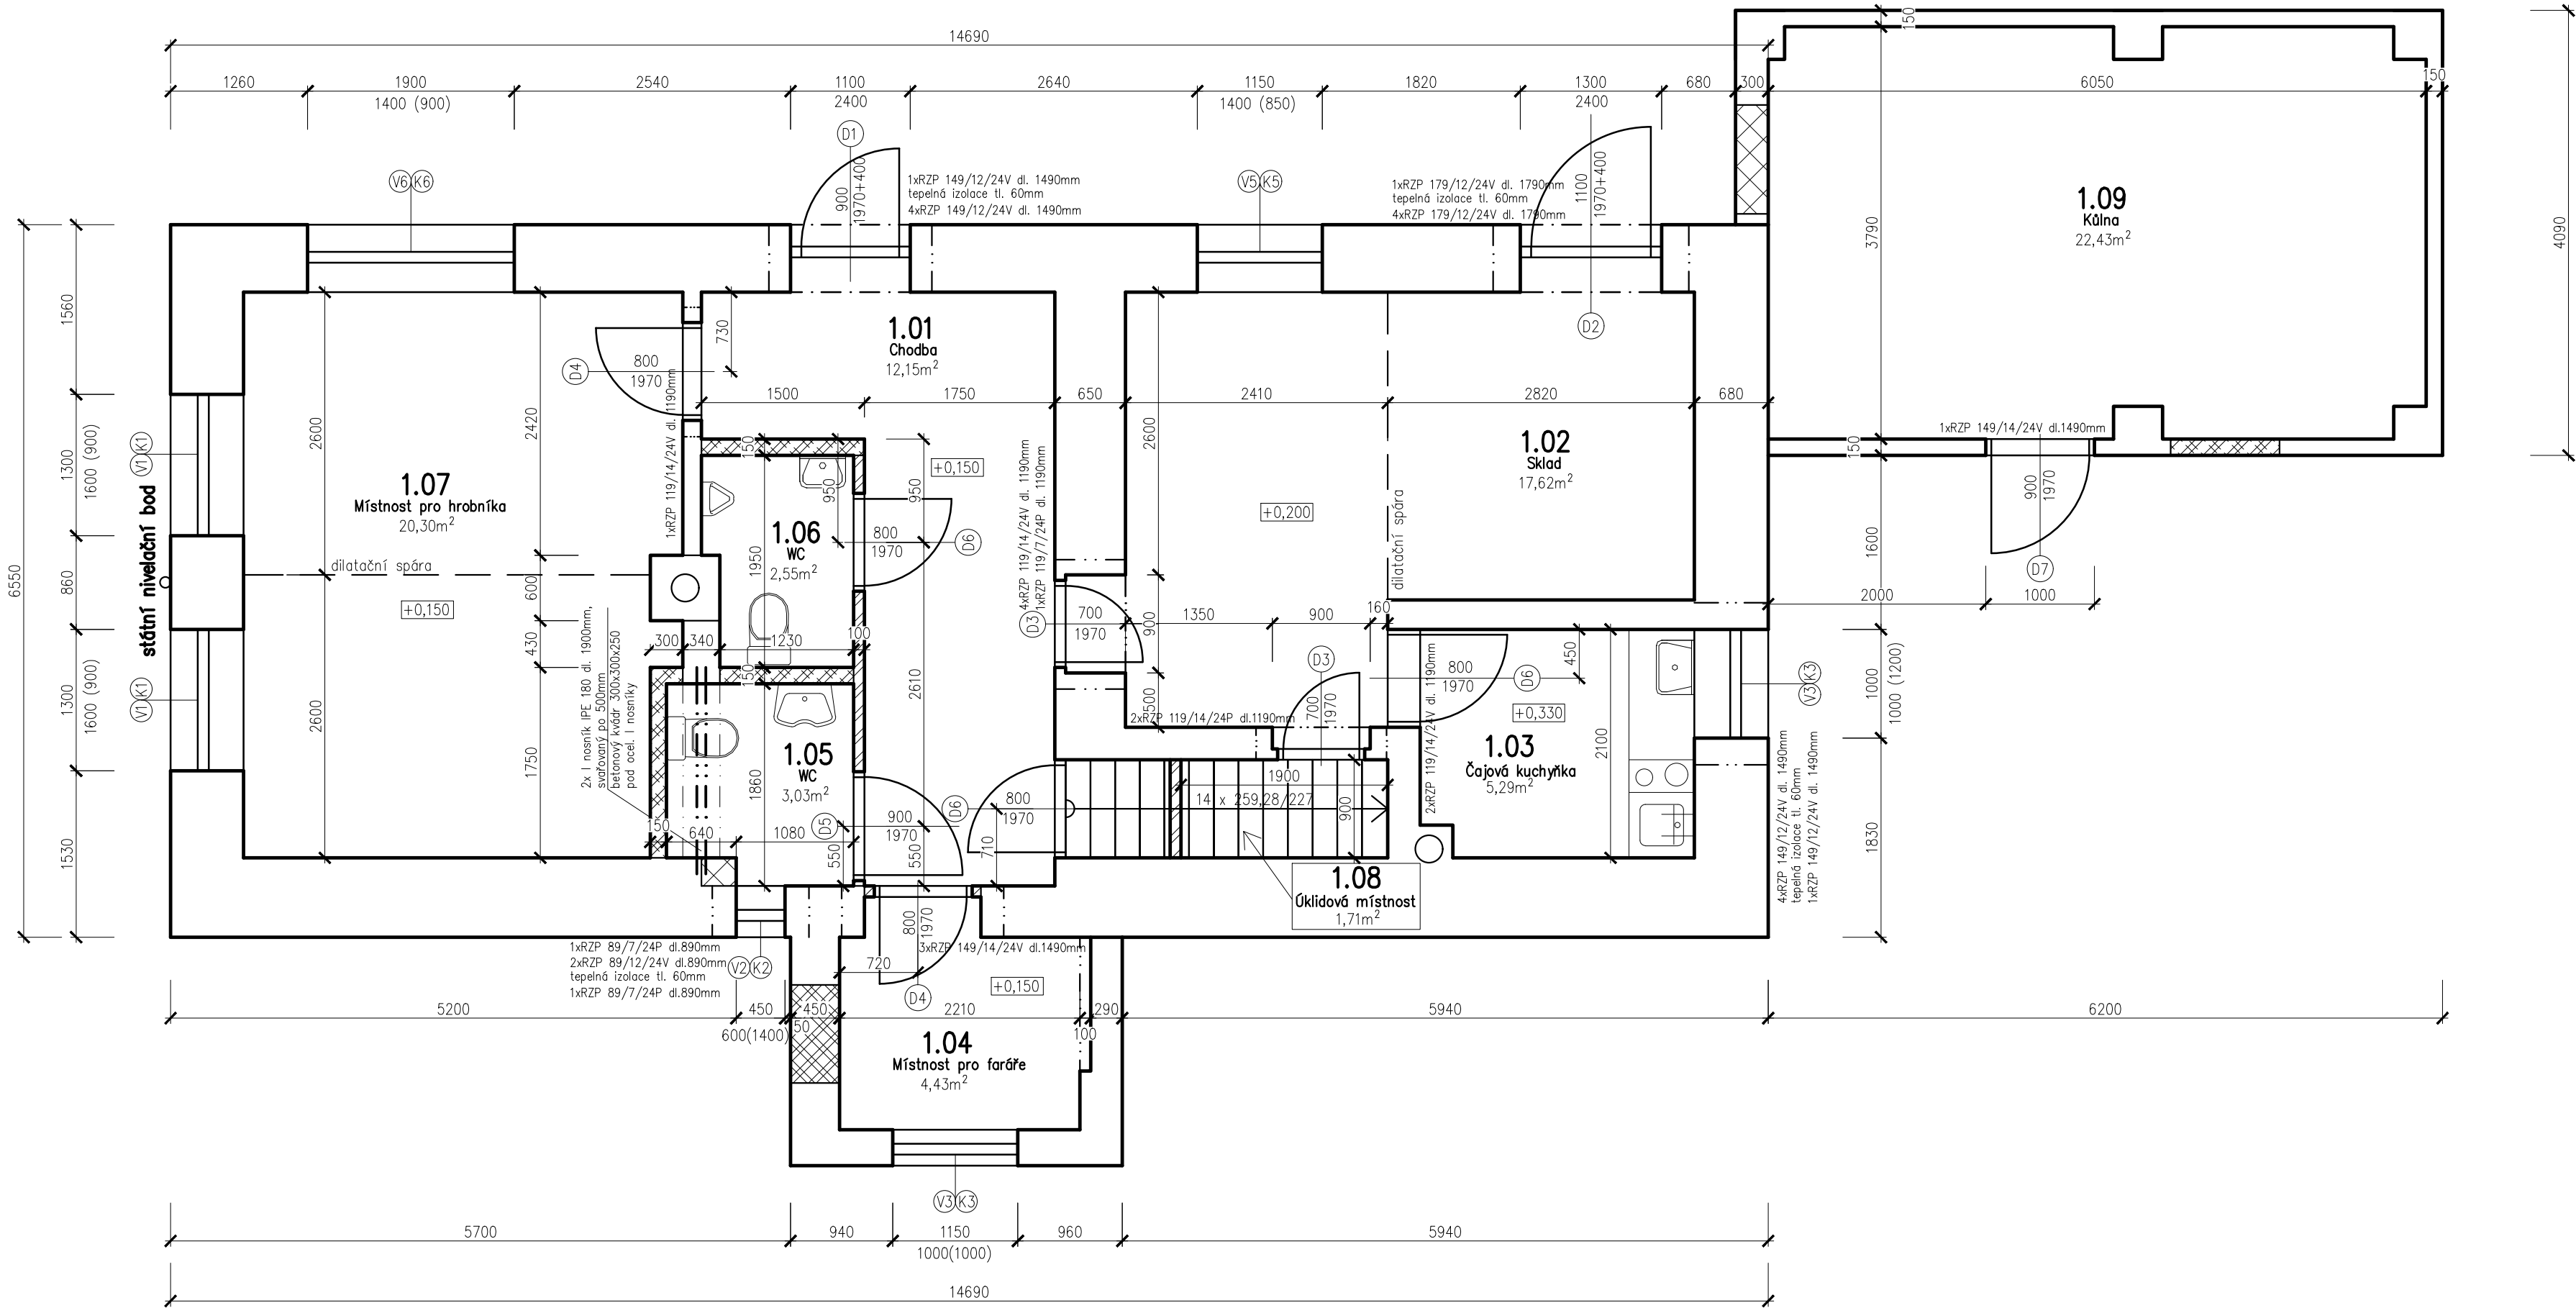 14690
150
1260
1900
2540
1100
2640
1150
1820
1300
680
300
6050
150
1400 (900)
2400
1400 (850)
2400
D1
900
1970+400
1xRZP 149/12/24V dl. 1490mm
tepelná izolace tl. 60mm
4xRZP 149/12/24V dl. 1490mm
1xRZP 179/12/24V dl. 1790mm
tepelná izolace tl. 60mm
4xRZP 179/12/24V dl. 1790mm
1100
1970+400
V6 K6
V5 K5
D2
1.09
Kůlna
22,43m²
3790
4090
6550
1560
1300
1600 (900)
860
1300
1600 (900)
1530
V1 K1
V1 K1
státní nivelační bod
2600
2420
2600
600
430
1750
D4
800
1970
1xRZP 119/14/24V dl. 1190mm
730
1.01
Chodba
12,15m²
1500
1750
650
2410
2820
680
1.07
Místnost pro hrobníka
20,30m²
dilatační spára
+0,150
150
950
950
+0,150
1.06
WC
2,55m²
1950
800
1970
D6
4xRZP 119/14/24V dl. 1190mm
1xRZP 119/7/24P dl. 1190mm
2600
1.02
Sklad
17,62m²
+0,200
dilatační spára
1xRZP 149/14/24V dl.1490mm
150
900
1970
D7
1600
2000
1000
300
340
1230
100
2610
D3
700
1970
900
500
1350
900
160
2x I nosník IPE 180 dl. 1900mm,
svařovaný po 500mm
betonový kvádr 300x300x250
pod ocel. I nosníky
150
1.05
WC
3,03m²
1860
150
640
1080
550
D5
900
1970
550
D6
800
1970
710
2xRZP 119/14/24P dl.1190mm
D3
700
1970
2xRZP 119/14/24V dl. 1190mm
800
1970
D6
450
+0,330
1.03
Čajová kuchyňka
5,29m²
2100
1900
14 x 259,28/227
900
1.08
Úklidová místnost
1,71m²
V3 K3
1000
1000 (1200)
1830
4xRZP 149/12/24V dl. 1490mm
tepelná izolace tl. 60mm
1xRZP 149/12/24V dl. 1490mm
1xRZP 89/7/24P dl.890mm
2xRZP 89/12/24V dl.890mm
tepelná izolace tl. 60mm
1xRZP 89/7/24P dl.890mm
V2 K2
800
1970
3xRZP 149/14/24V dl.1490mm
720
D4
+0,150
5200
450
600(1400)
50
450
2210
100
290
5940
6200
1.04
Místnost pro faráře
4,43m²
V3 K3
5700
940
1150
960
5940
1000(1000)
14690